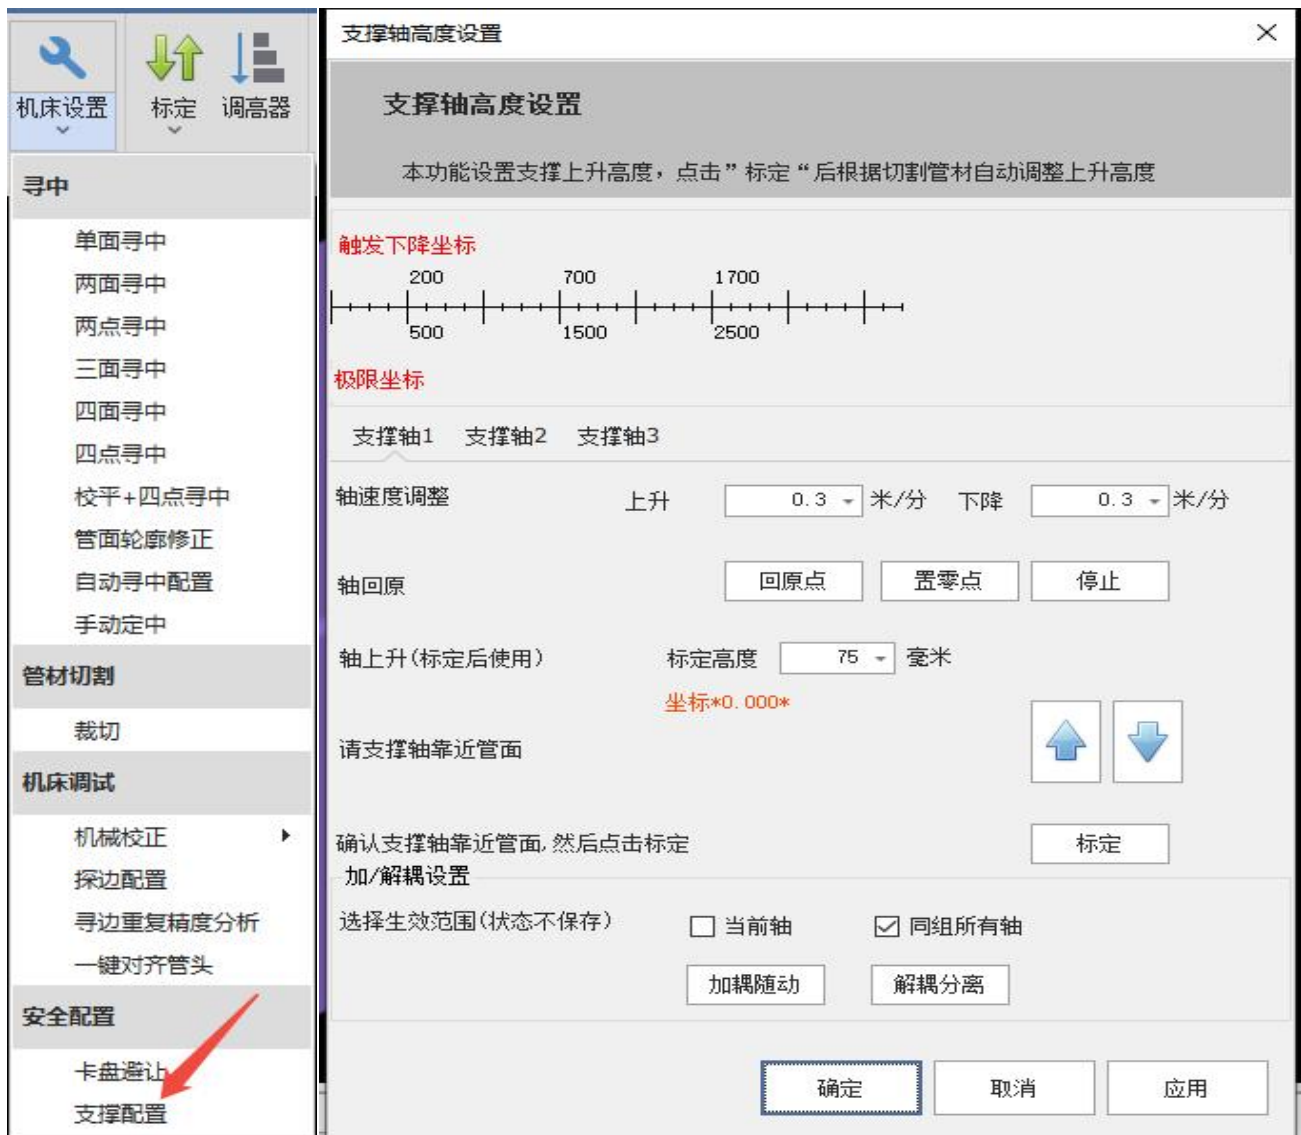 机床设置
标定
调高器
寻中
单面寻中
两面寻中
两点寻中
三面寻中
四面寻中
四点寻中
校平+四点寻中
管面轮廓修正
自动寻中配置
手动定中
管材切割
裁切
机床调试
机械校正
探边配置
寻边重复精度分析
一键对齐管头
安全配置
卡盘避让
支撑配置
支撑轴高度设置
支撑轴高度设置
本功能设置支撑上升高度，点击”标定“后根据切割管材自动调整上升高度
触发下降坐标
200 700 1700
500 1500 2500
极限坐标
支撑轴1 支撑轴2 支撑轴3
轴速度调整 上升 0.3 米/分 下降 0.3 米/分
轴回原 回原点 置零点 停止
轴上升(标定后使用) 标定高度 75 毫米
坐标*0.000*
请支撑轴靠近管面
确认支撑轴靠近管面,然后点击标定 标定
加/解耦设置
选择生效范围(状态不保存) 当前轴 同组所有轴
加耦随动 解耦分离
确定 取消 应用